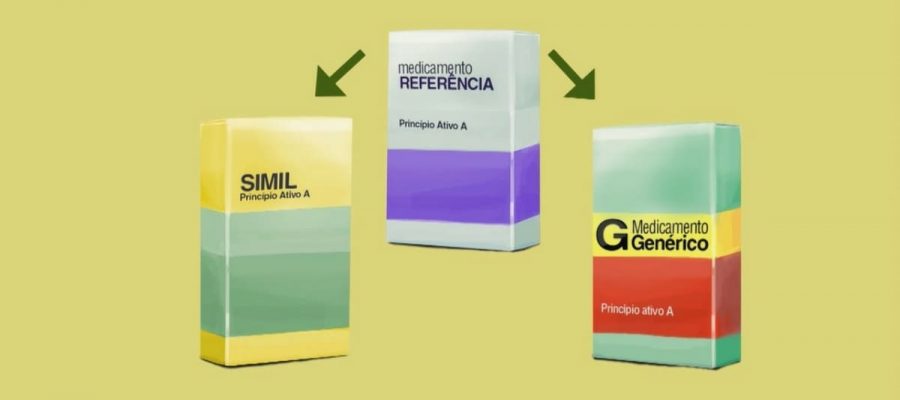 medicamento
REFERÊNCIA
Princípio Ativo A
SIMIL
Princípio Ativo A
G Medicamento
Genérico
Princípio ativo A